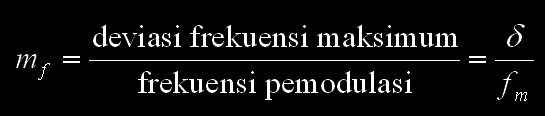 m_f = deviasi frekuensi maksimum / frekuensi pemodulasi = δ / f_m